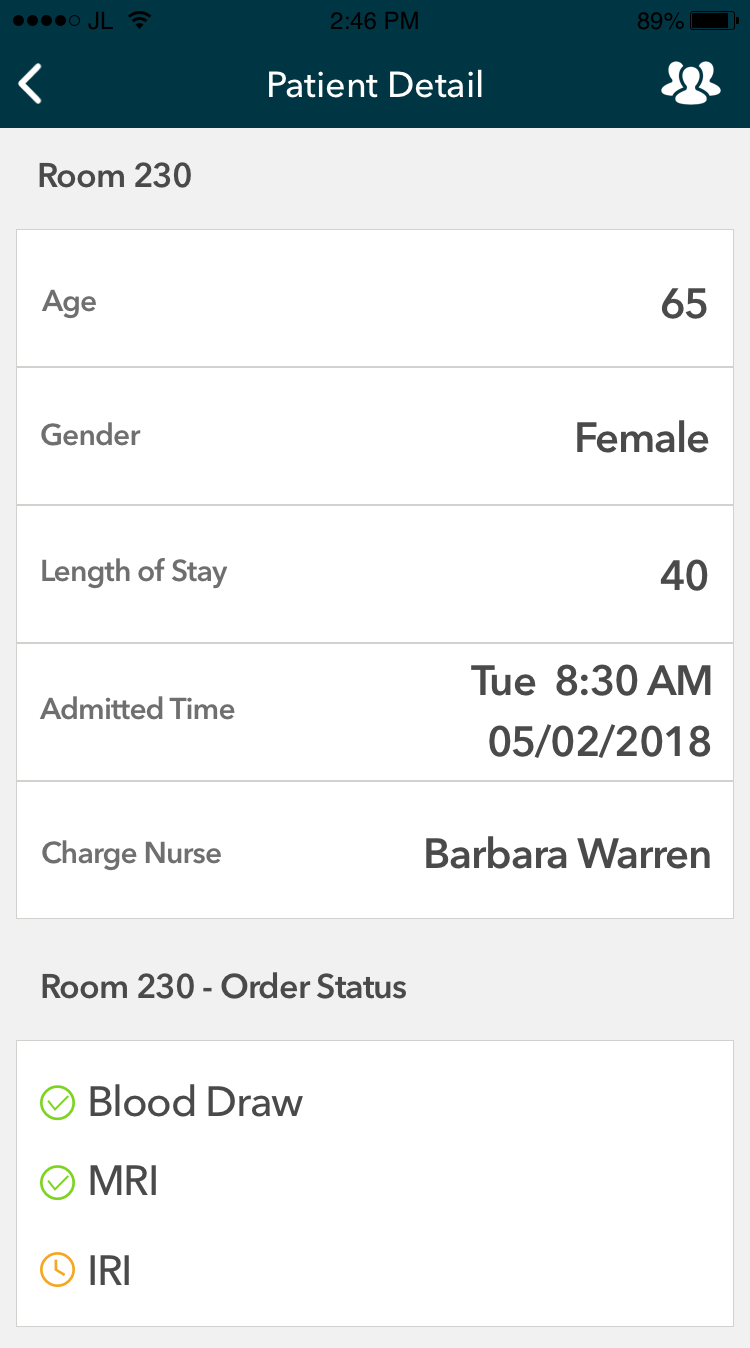 JL 2:46 PM 89%
Patient Detail
Room 230
Age 65
Gender Female
Length of Stay 40
Admitted Time Tue 8:30 AM
05/02/2018
Charge Nurse Barbara Warren
Room 230 - Order Status
Blood Draw
MRI
IRI